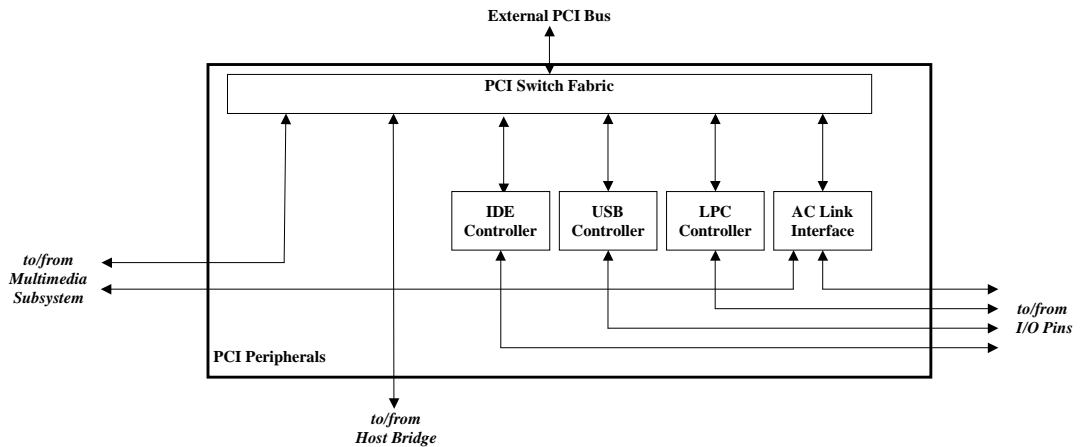 External PCI Bus
PCI Switch Fabric
IDE
Controller
USB
Controller
LPC
Controller
AC Link
Interface
to/from
Multimedia
Subsystem
to/from
I/O Pins
PCI Peripherals
to/from
Host Bridge